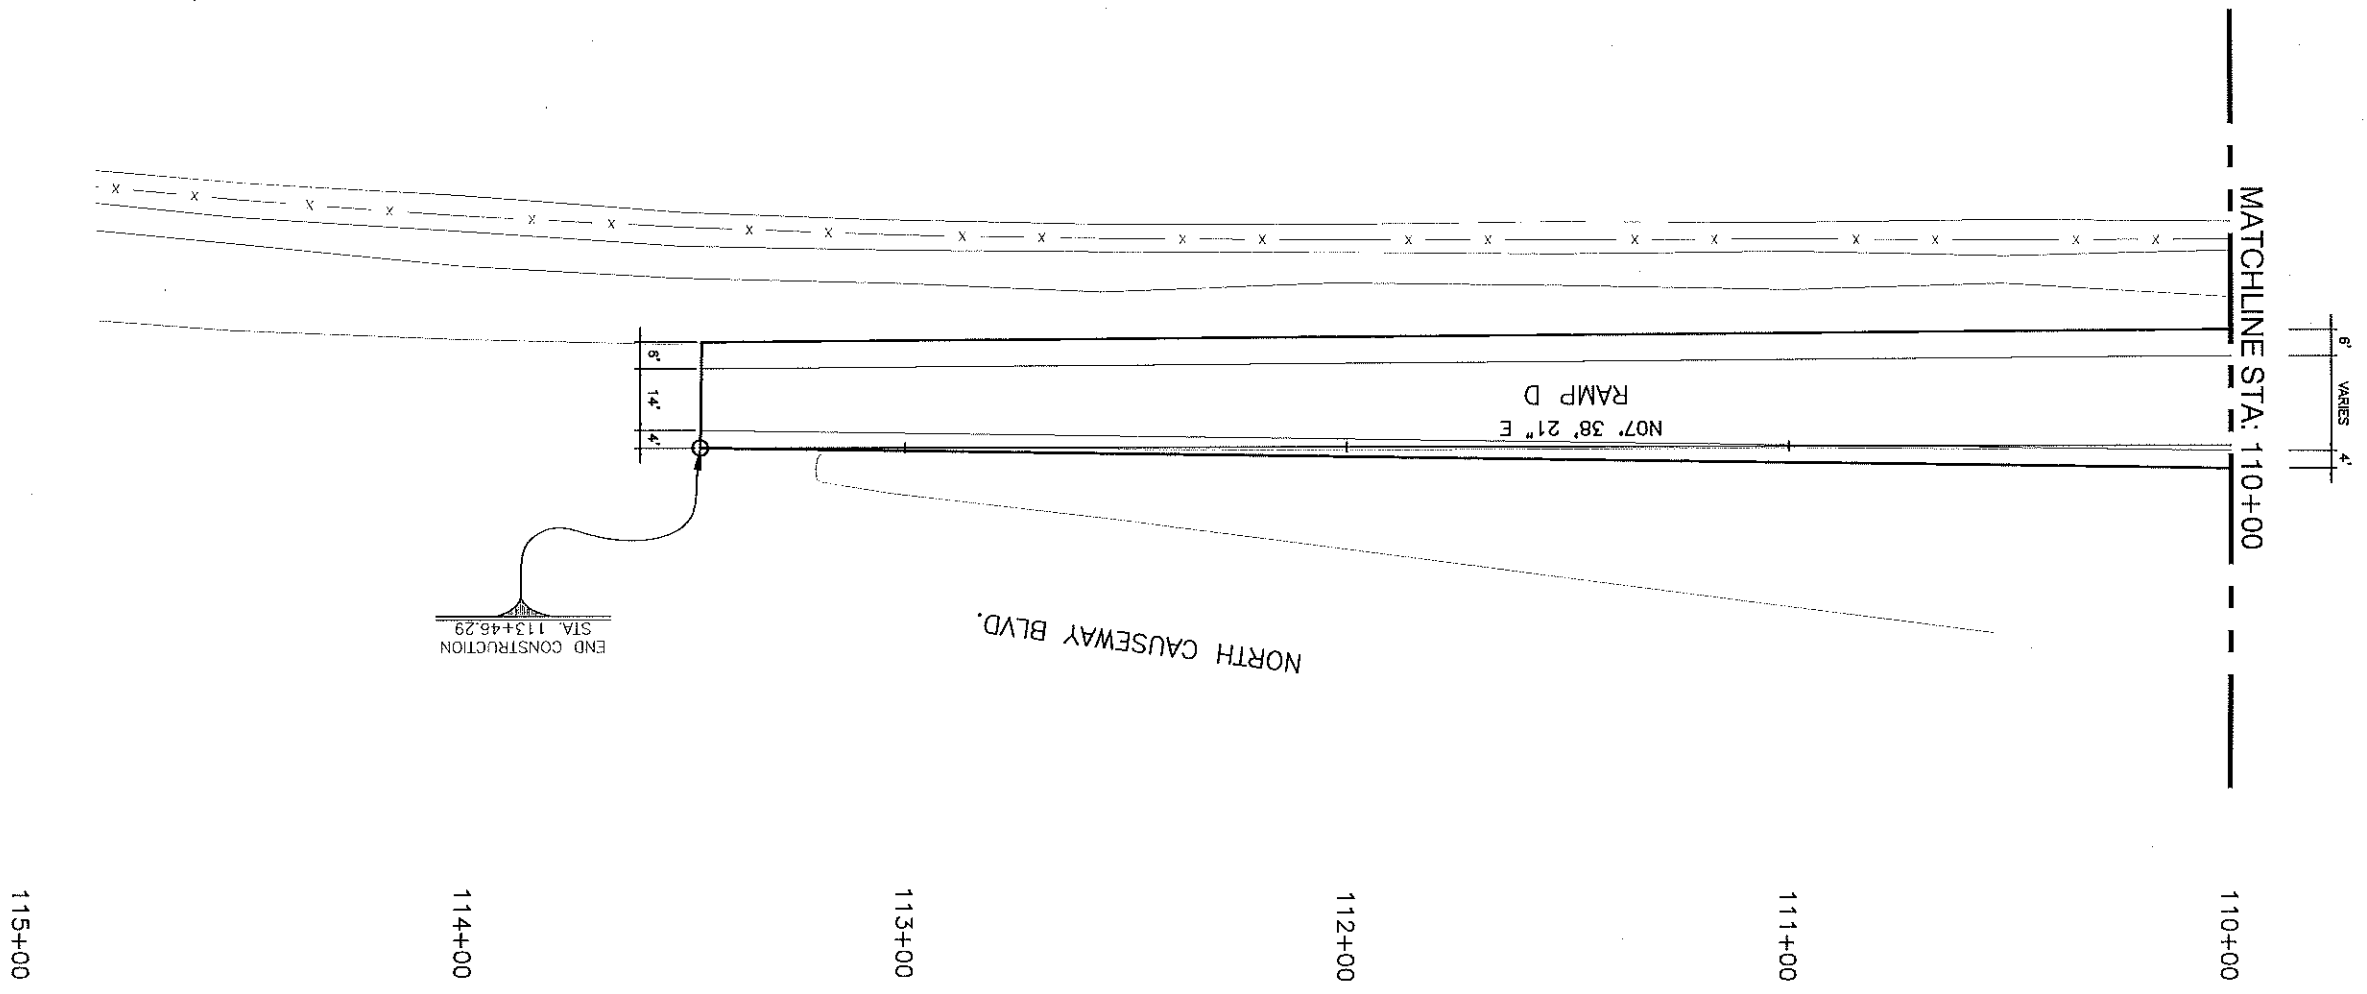 MATCHLINE STA: 110+00
6'
VARIES
4'
RAMP D
N07° 38' 21" E
6'
14'
4'
END CONSTRUCTION
STA. 113+46.29
NORTH CAUSEWAY BLVD.
X X X X X X X X X X X X X X X X X X X X
110+00
111+00
112+00
113+00
114+00
115+00